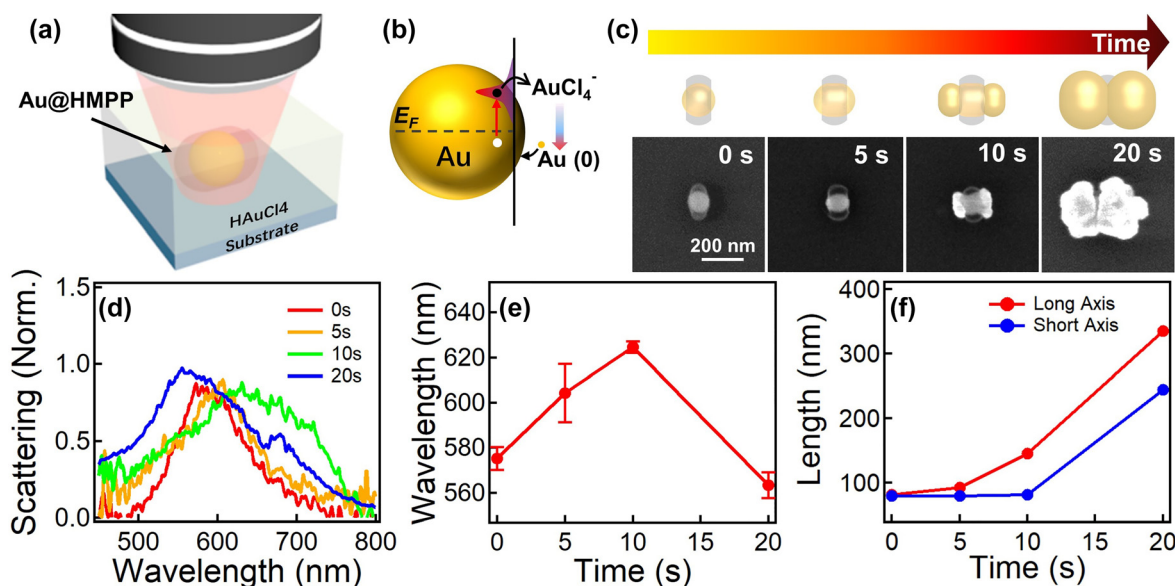 (a)
Au@HMPP
HAuCl4
Substrate
(b)
E_F
Au
AuCl₄⁻
Au (0)
(c)
Time
0 s
5 s
10 s
20 s
200 nm
(d)
Scattering (Norm.)
1.5
1.0
0.5
0.0
0s
5s
10s
20s
500
600
700
800
Wavelength (nm)
(e)
Wavelength (nm)
640
620
600
580
560
0
5
10
20
Time (s)
(f)
Length (nm)
400
300
200
100
Long Axis
Short Axis
0
5
10
20
Time (s)